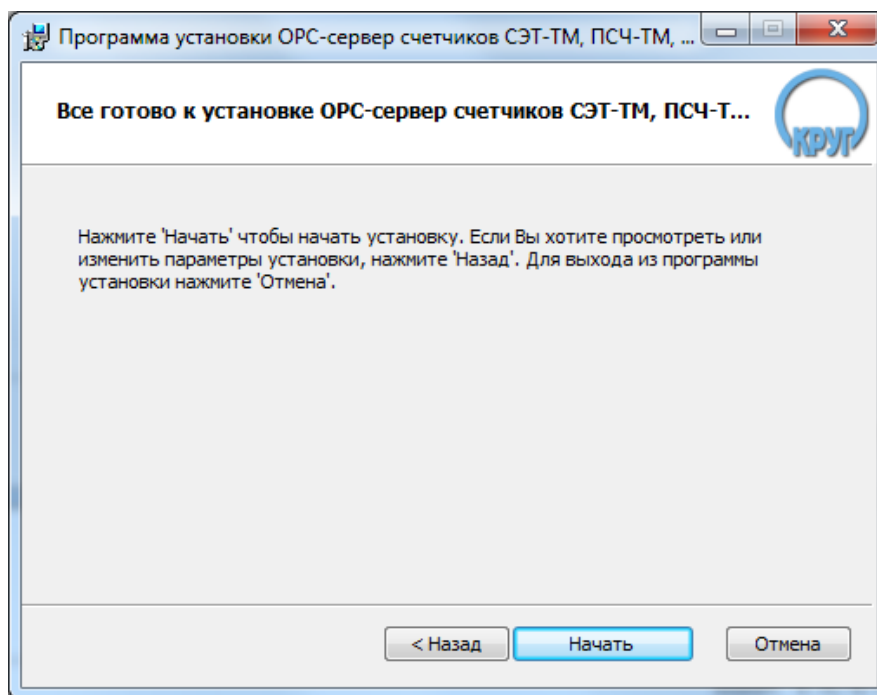 Программа установки OPC-сервер счетчиков СЭТ-ТМ, ПСЧ-ТМ, ...
Все готово к установке OPC-сервер счетчиков СЭТ-ТМ, ПСЧ-Т...
КРУГ
Нажмите 'Начать' чтобы начать установку. Если Вы хотите просмотреть или
изменить параметры установки, нажмите 'Назад'. Для выхода из программы
установки нажмите 'Отмена'.
< Назад
Начать
Отмена